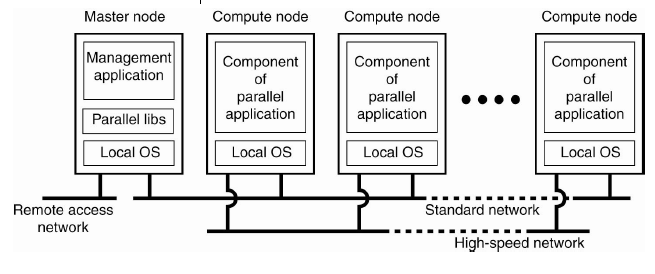 Master node
Compute node
Compute node
Compute node
Management
application
Parallel libs
Local OS
Component
of
parallel
application
Local OS
Component
of
parallel
application
Local OS
Component
of
parallel
application
Local OS
Remote access
network
Standard network
High-speed network